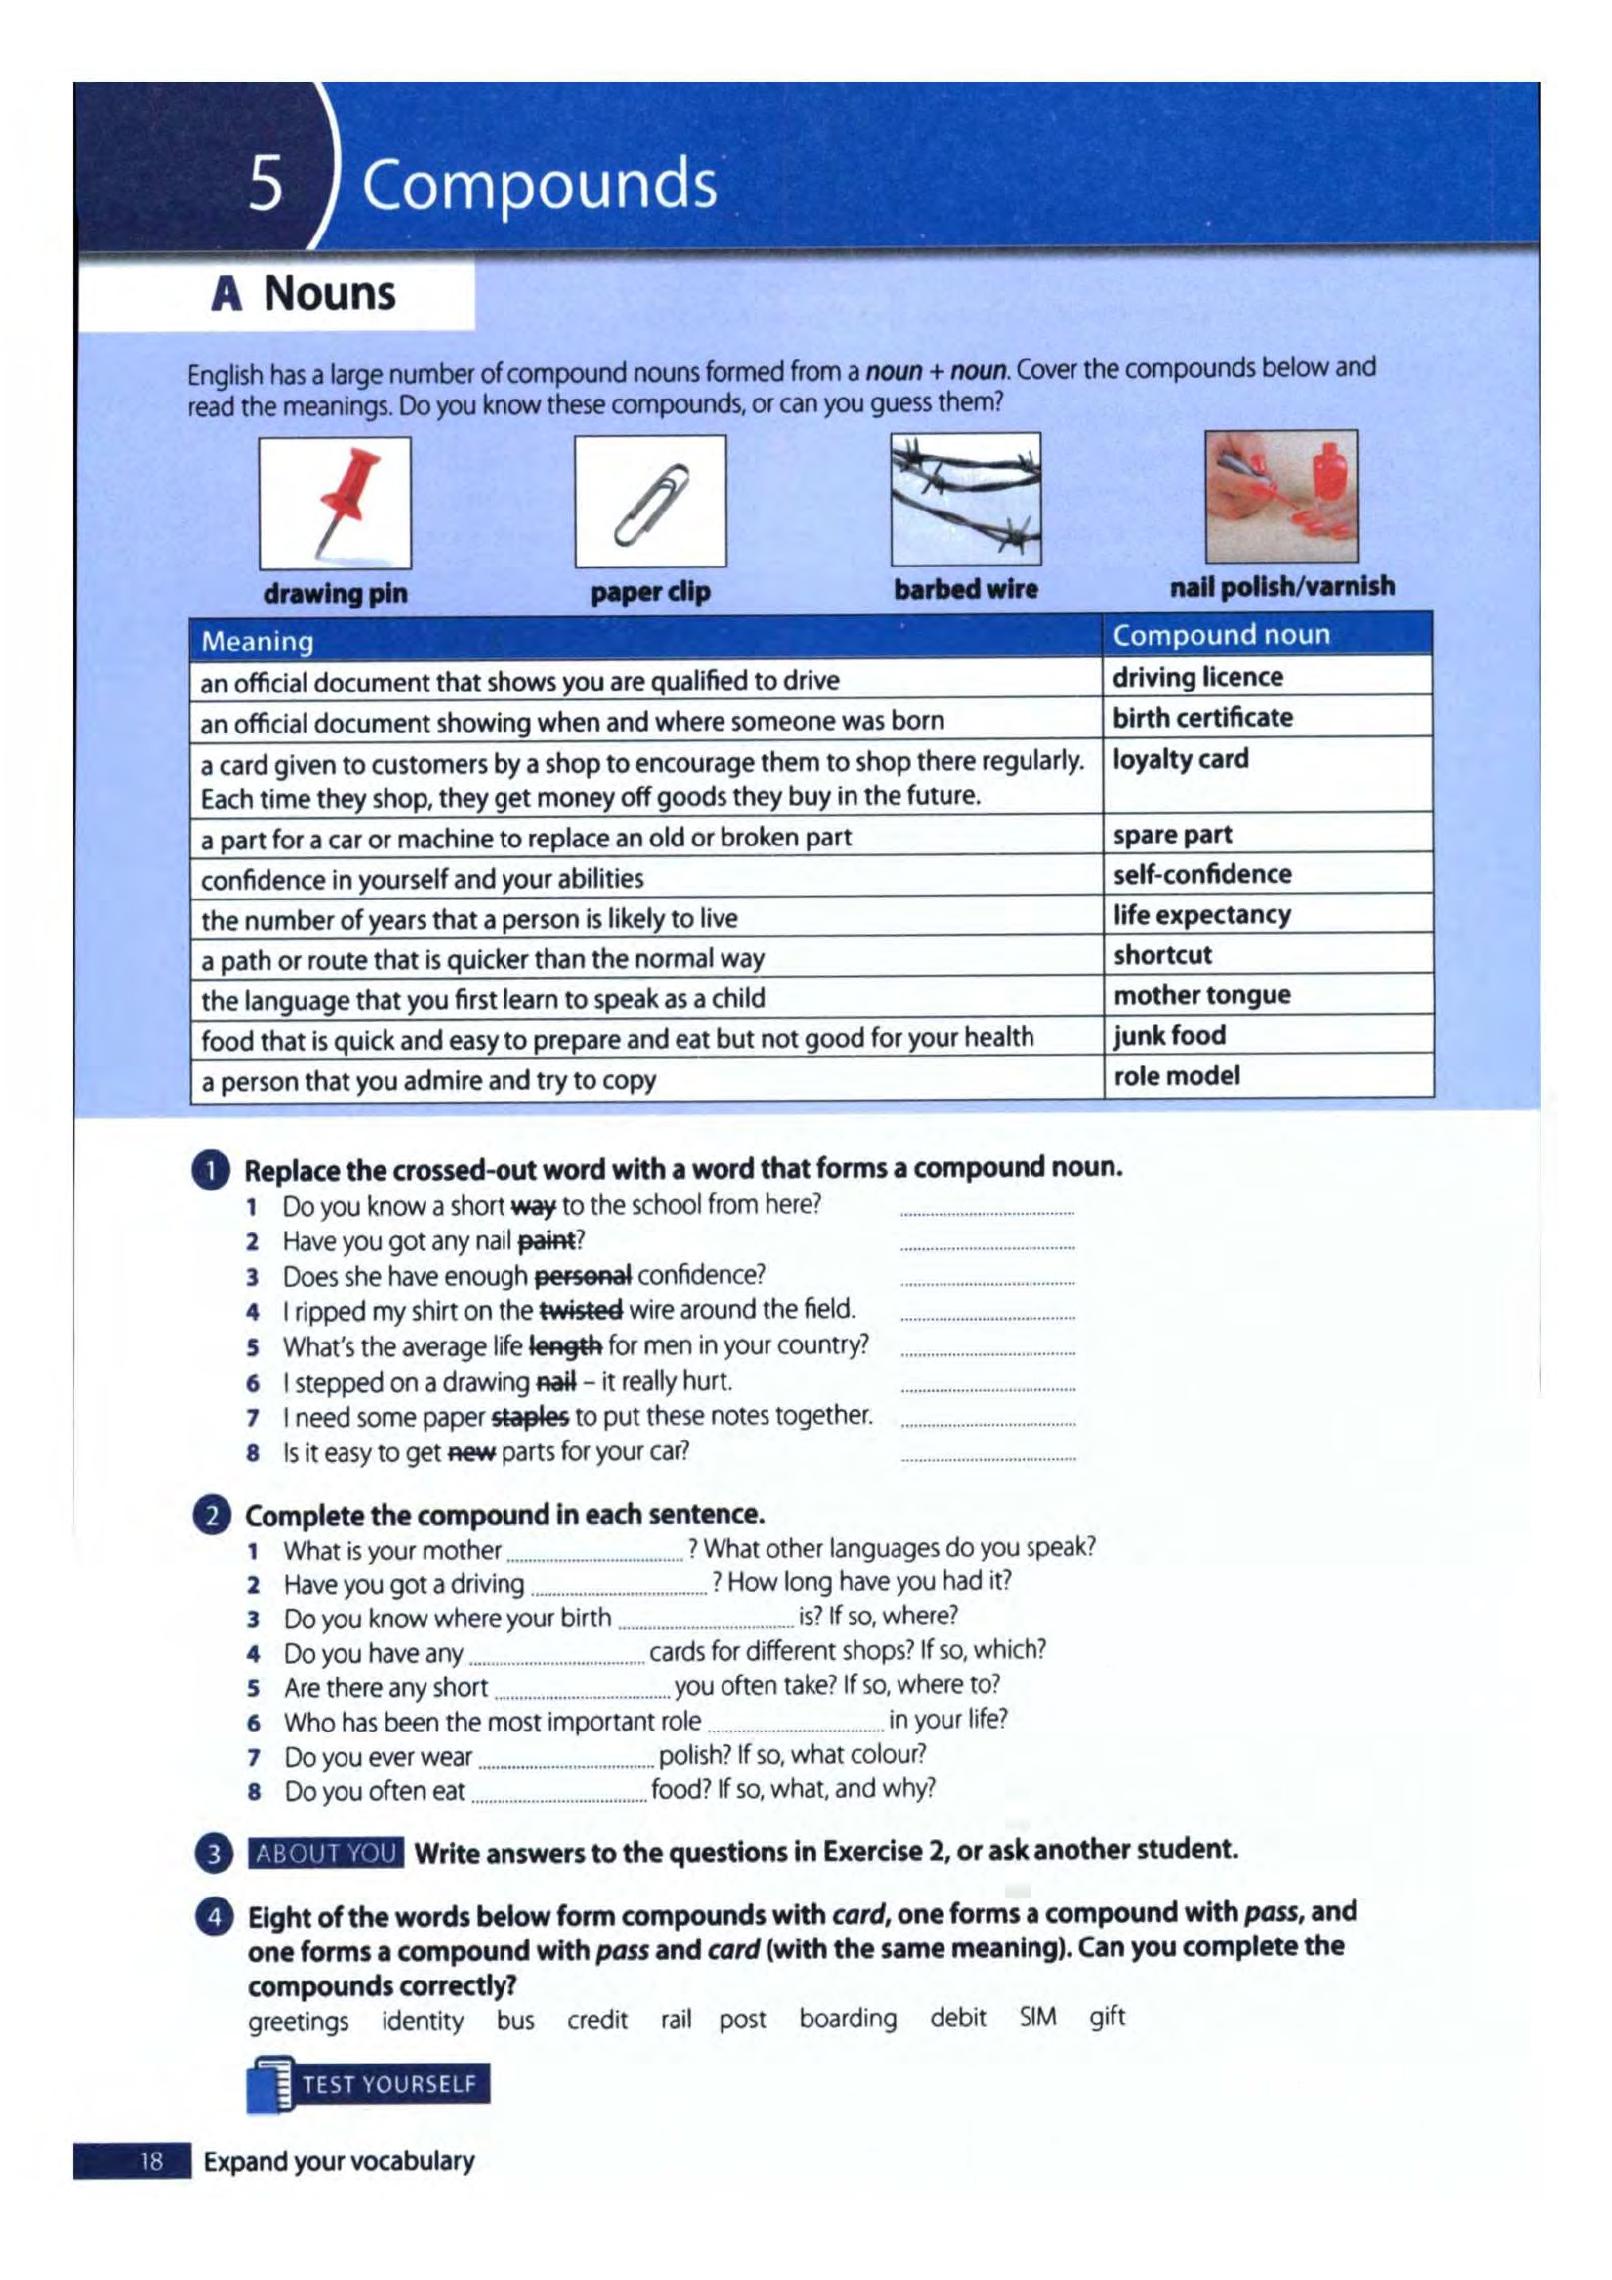 5 Compounds
A Nouns
English has a large number of compound nouns formed from a noun + noun. Cover the compounds below and
read the meanings. Do you know these compounds, or can you guess them?
drawing pin paper clip barbed wire nail polish/varnish
Meaning Compound noun
an official document that shows you are qualified to drive driving licence
an official document showing when and where someone was born birth certificate
a card given to customers by a shop to encourage them to shop there regularly. loyalty card
Each time they shop, they get money off goods they buy in the future.
a part for a car or machine to replace an old or broken part spare part
confidence in yourself and your abilities self-confidence
the number of years that a person is likely to live life expectancy
a path or route that is quicker than the normal way shortcut
the language that you first learn to speak as a child mother tongue
food that is quick and easy to prepare and eat but not good for your health junk food
a person that you admire and try to copy role model
1 Replace the crossed-out word with a word that forms a compound noun.
1 Do you know a short way to the school from here? ..............................
2 Have you got any nail paint? ..............................
3 Does she have enough personal confidence? ..............................
4 I ripped my shirt on the twisted wire around the field. ..............................
5 What's the average life length for men in your country? ..............................
6 I stepped on a drawing nail – it really hurt. ..............................
7 I need some paper staples to put these notes together. ..............................
8 Is it easy to get new parts for your car? ..............................
2 Complete the compound in each sentence.
1 What is your mother .............................. ? What other languages do you speak?
2 Have you got a driving .............................. ? How long have you had it?
3 Do you know where your birth .............................. is? If so, where?
4 Do you have any .............................. cards for different shops? If so, which?
5 Are there any short .............................. you often take? If so, where to?
6 Who has been the most important role .............................. in your life?
7 Do you ever wear .............................. polish? If so, what colour?
8 Do you often eat .............................. food? If so, what, and why?
3 ABOUT YOU Write answers to the questions in Exercise 2, or ask another student.
4 Eight of the words below form compounds with card, one forms a compound with pass, and
one forms a compound with pass and card (with the same meaning). Can you complete the
compounds correctly?
greetings identity bus credit rail post boarding debit SIM gift
TEST YOURSELF
18 Expand your vocabulary